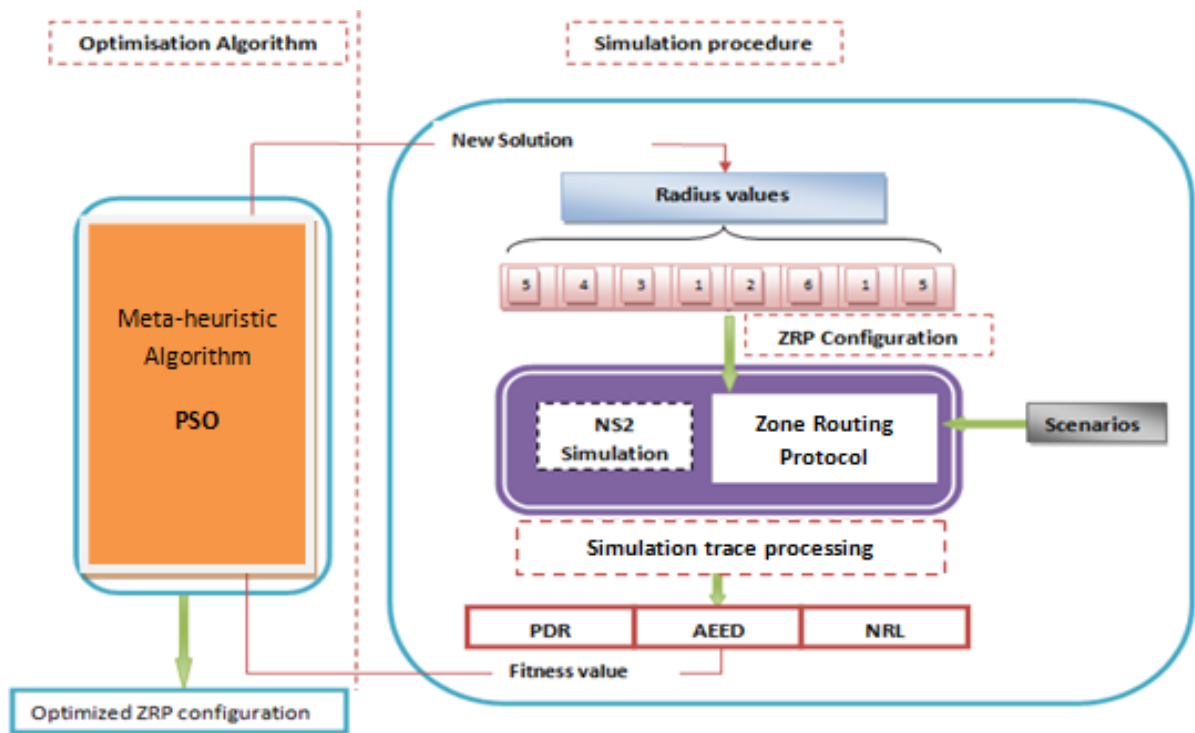 Optimisation Algorithm
Simulation procedure
New Solution
Radius values
5 4 3 1 2 6 1 5
ZRP Configuration
Meta-heuristic
Algorithm
PSO
NS2
Simulation
Zone Routing
Protocol
Scenarios
Simulation trace processing
PDR AEED NRL
Fitness value
Optimized ZRP configuration